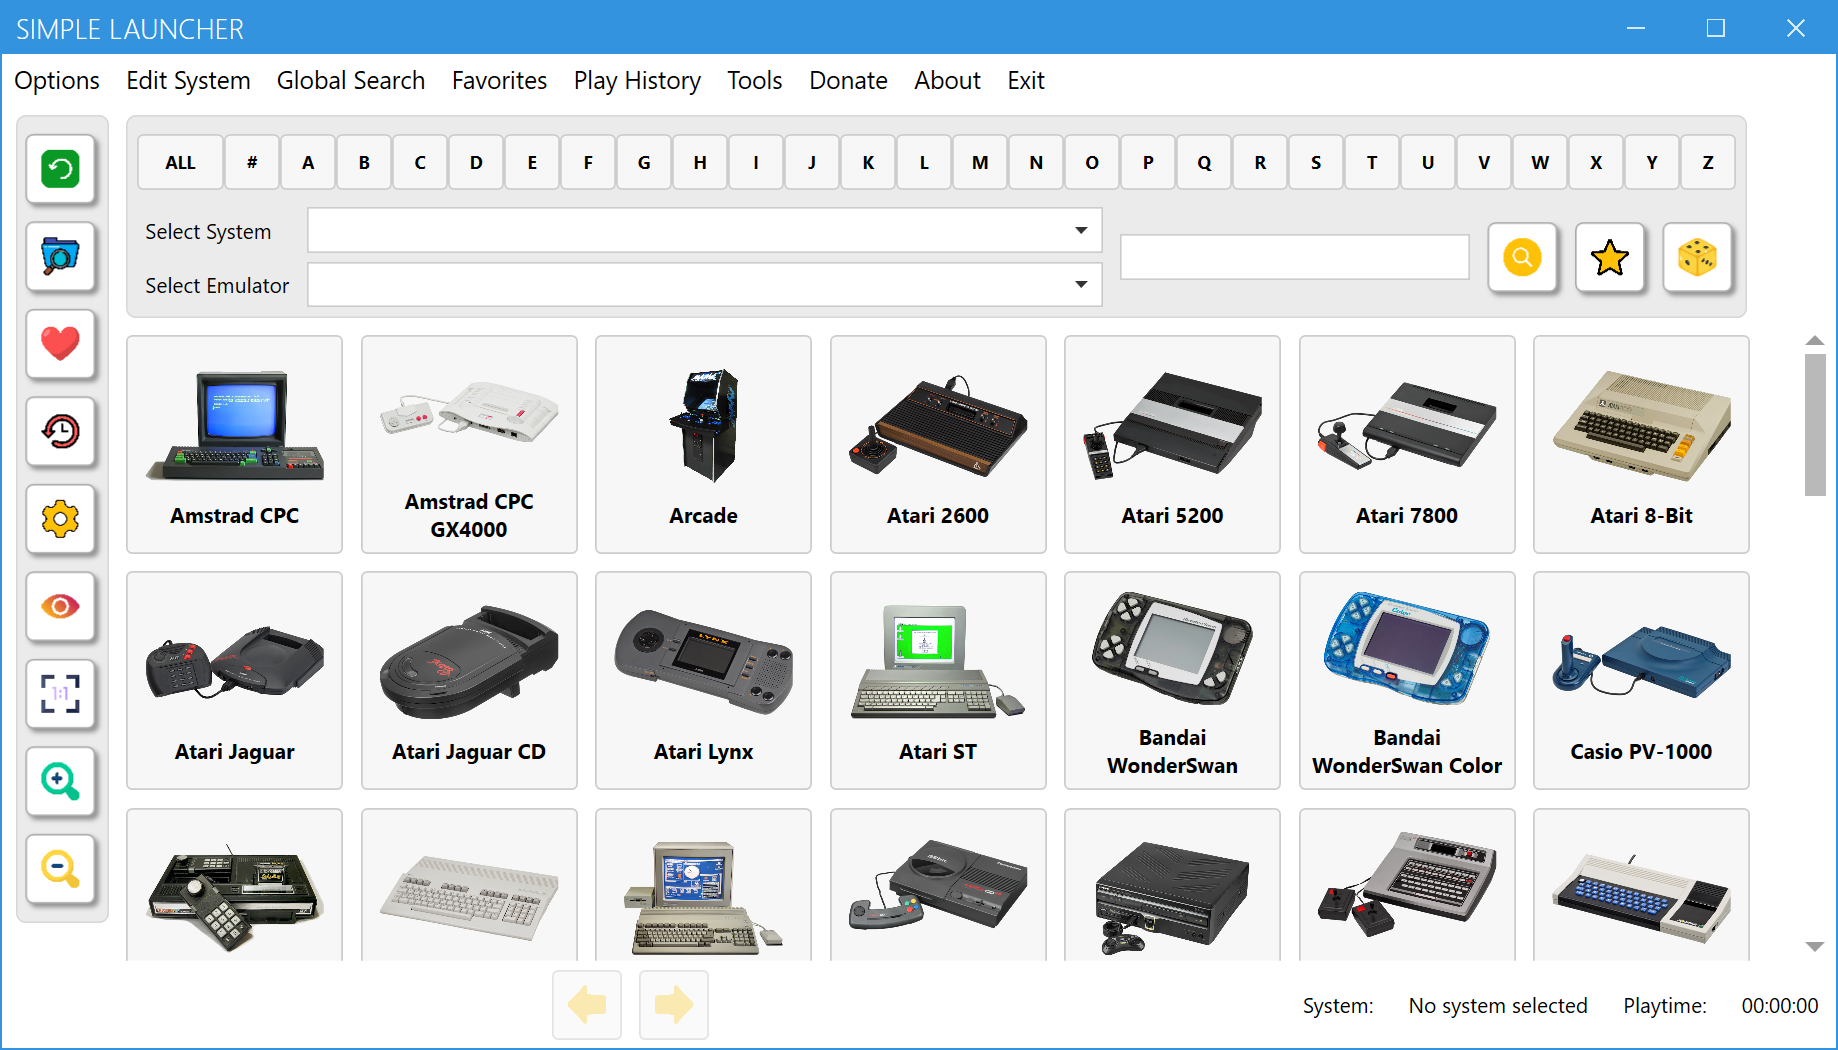 SIMPLE LAUNCHER
Options Edit System Global Search Favorites Play History Tools Donate About Exit
ALL # A B C D E F G H I J K L M N O P Q R S T U V W X Y Z
Select System
Select Emulator
Amstrad CPC
Amstrad CPC
GX4000
Arcade
Atari 2600
Atari 5200
Atari 7800
Atari 8-Bit
1:1
LYNX
Atari Jaguar
Atari Jaguar CD
Atari Lynx
Atari ST
Bandai
WonderSwan
Bandai
WonderSwan Color
Casio PV-1000
System: No system selected Playtime: 00:00:00